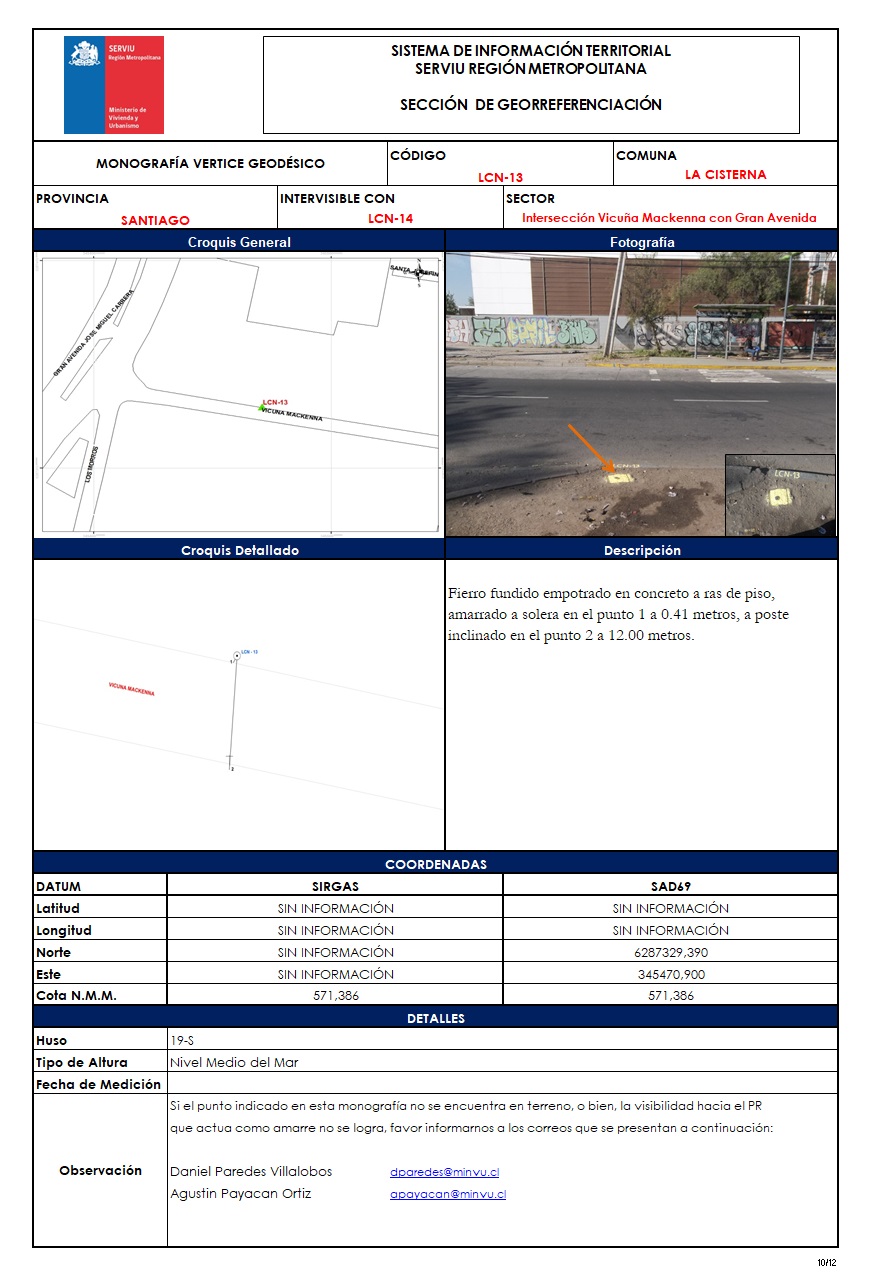 SERVIU
Región Metropolitana
Ministerio de
Vivienda y
Urbanismo
SISTEMA DE INFORMACIÓN TERRITORIAL
SERVIU REGIÓN METROPOLITANA
SECCIÓN DE GEORREFERENCIACIÓN
MONOGRAFÍA VERTICE GEODÉSICO
CÓDIGO
LCN-13
COMUNA
LA CISTERNA
PROVINCIA
SANTIAGO
INTERVISIBLE CON
LCN-14
SECTOR
Intersección Vicuña Mackenna con Gran Avenida
Croquis General
Fotografía
N
GRAN AVENIDA JOSE MIGUEL CARRERA
LCN-13
VICUNA MACKENNA
LOS MORROS
LCN-13
LCN-13
Croquis Detallado
Descripción
LCN - 13
1
VICUNA MACKENNA
2
Fierro fundido empotrado en concreto a ras de piso,
amarrado a solera en el punto 1 a 0.41 metros, a poste
inclinado en el punto 2 a 12.00 metros.
COORDENADAS
DATUM SIRGAS SAD69
Latitud SIN INFORMACIÓN SIN INFORMACIÓN
Longitud SIN INFORMACIÓN SIN INFORMACIÓN
Norte SIN INFORMACIÓN 6287329,390
Este SIN INFORMACIÓN 345470,900
Cota N.M.M. 571,386 571,386
DETALLES
Huso 19-S
Tipo de Altura Nivel Medio del Mar
Fecha de Medición
Observación
Si el punto indicado en esta monografía no se encuentra en terreno, o bien, la visibilidad hacia el PR
que actua como amarre no se logra, favor informarnos a los correos que se presentan a continuación:
Daniel Paredes Villalobos dparedes@minvu.cl
Agustin Payacan Ortiz apayacan@minvu.cl
10/12